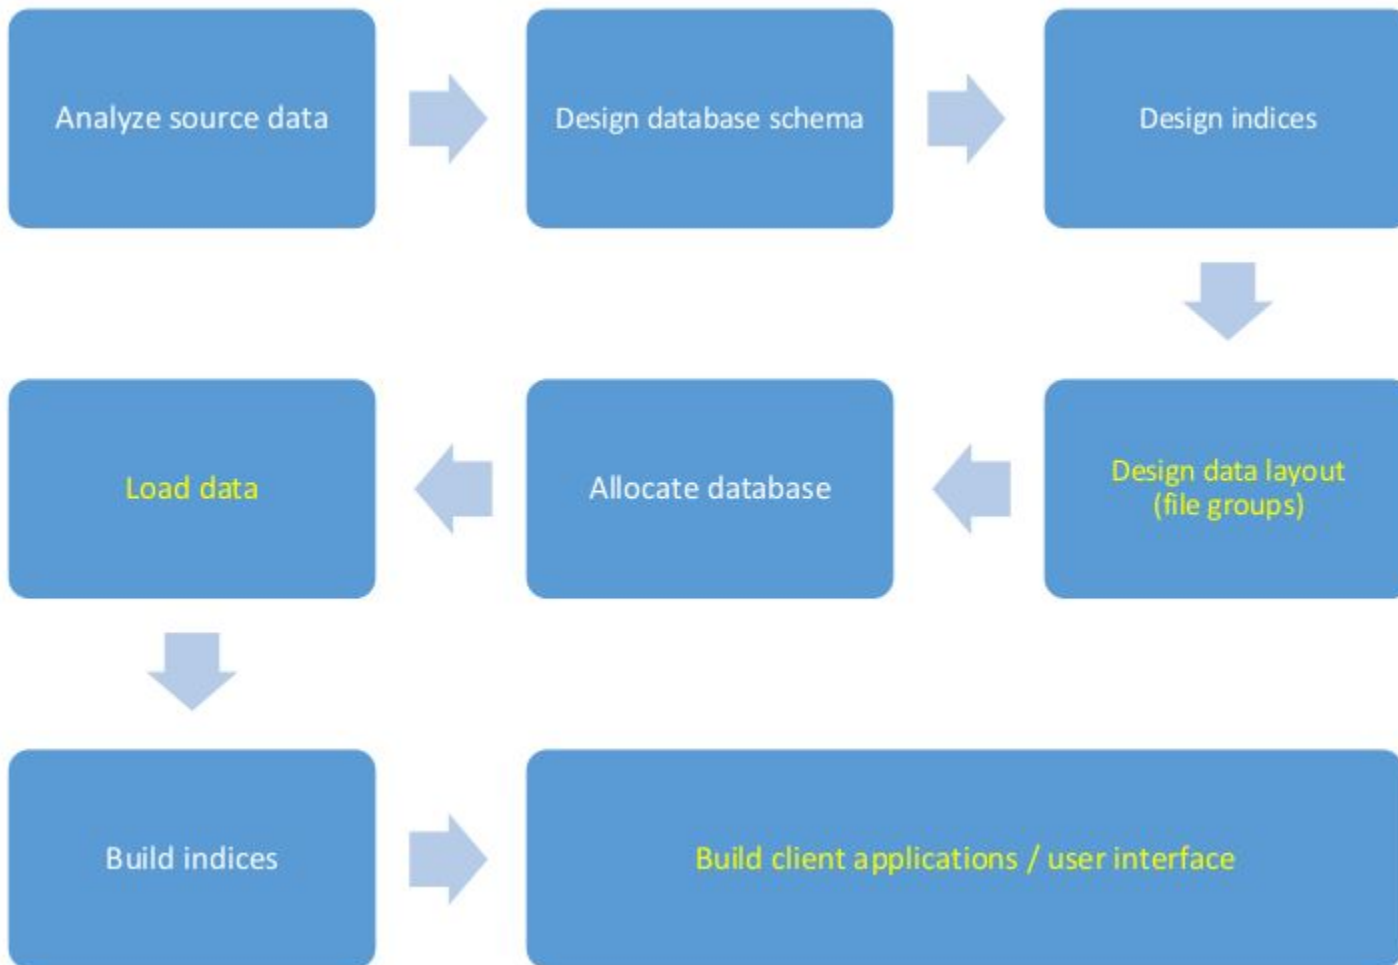 Analyze source data
Design database schema
Design indices
Design data layout
(file groups)
Allocate database
Load data
Build indices
Build client applications / user interface